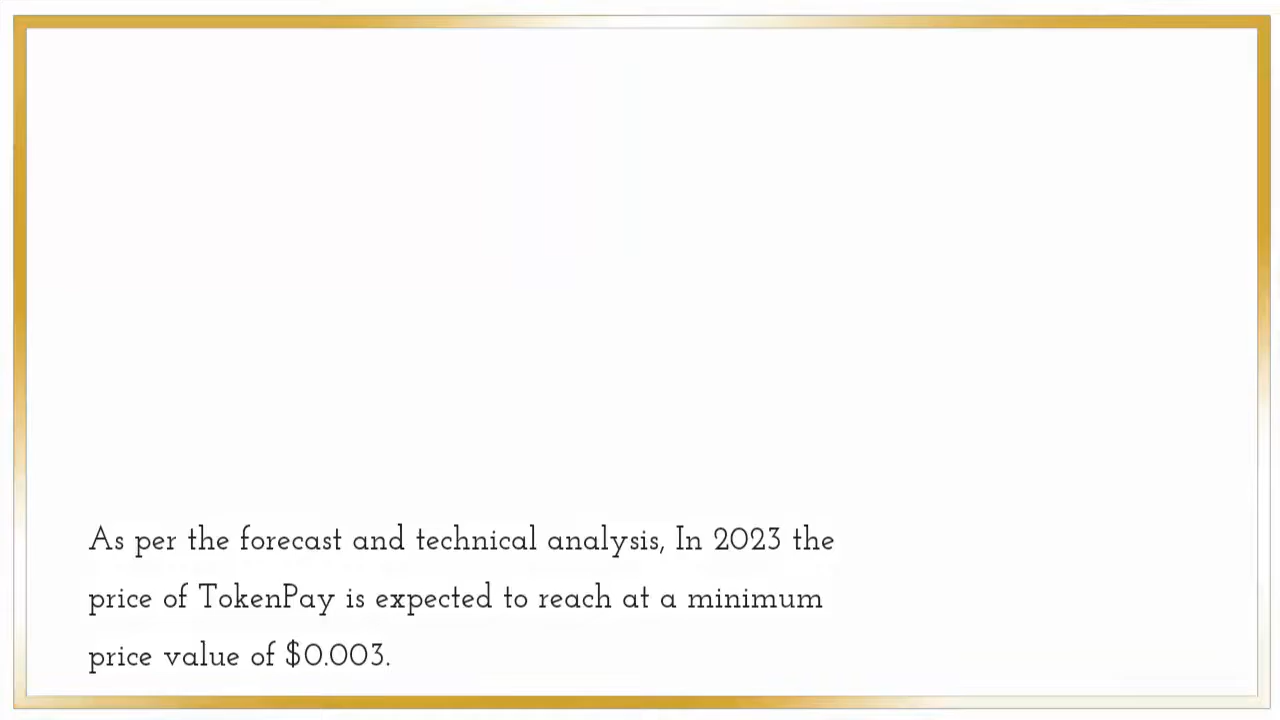 As per the forecast and technical analysis, In 2023 the
price of TokenPay is expected to reach at a minimum
price value of $0.003.